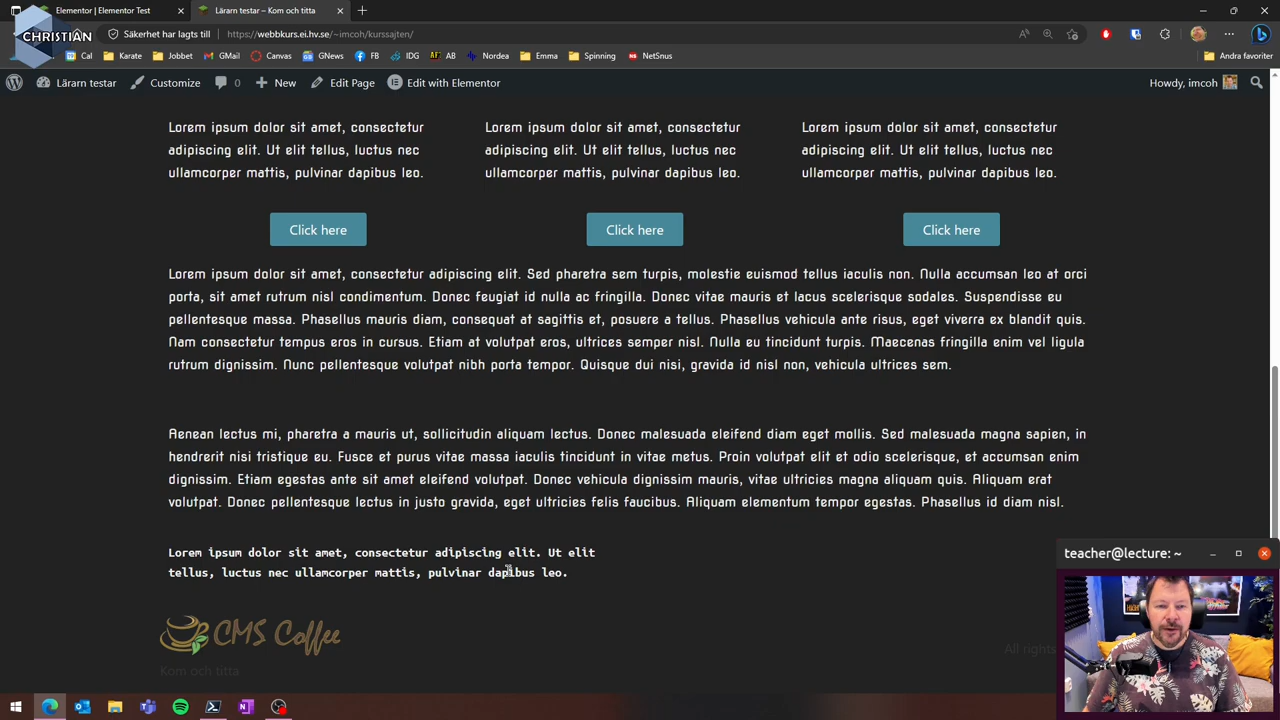 Elementor | Elementor Test
Lärarn testar – Kom och titta
CHRISTIAN
Säkerhet har lagts till
https://webbkurs.ei.hv.se/~imcoh/kurssajten/
Cal
Karate
Jobbet
GMail
Canvas
GNews
FB
IDG
AB
Nordea
Emma
Spinning
NetSnus
Andra favoriter
Lärarn testar
Customize
0
New
Edit Page
Edit with Elementor
Howdy, imcoh
Lorem ipsum dolor sit amet, consectetur
adipiscing elit. Ut elit tellus, luctus nec
ullamcorper mattis, pulvinar dapibus leo.
Click here
Lorem ipsum dolor sit amet, consectetur
adipiscing elit. Ut elit tellus, luctus nec
ullamcorper mattis, pulvinar dapibus leo.
Click here
Lorem ipsum dolor sit amet, consectetur
adipiscing elit. Ut elit tellus, luctus nec
ullamcorper mattis, pulvinar dapibus leo.
Click here
Lorem ipsum dolor sit amet, consectetur adipiscing elit. Sed pharetra sem turpis, molestie euismod tellus iaculis non. Nulla accumsan leo at orci
porta, sit amet rutrum nisl condimentum. Donec feugiat id nulla ac fringilla. Donec vitae mauris et lacus scelerisque sodales. Suspendisse eu
pellentesque massa. Phasellus mauris diam, consequat at sagittis et, posuere a tellus. Phasellus vehicula ante risus, eget viverra ex blandit quis.
Nam consectetur tempus eros in cursus. Etiam at volutpat eros, ultrices semper nisl. Nulla eu tincidunt turpis. Maecenas fringilla enim vel ligula
rutrum dignissim. Nunc pellentesque volutpat nibh porta tempor. Quisque dui nisi, gravida id nisl non, vehicula ultrices sem.
Aenean lectus mi, pharetra a mauris ut, sollicitudin aliquam lectus. Donec malesuada eleifend diam eget mollis. Sed malesuada magna sapien, in
hendrerit nisi tristique eu. Fusce et purus vitae massa iaculis tincidunt in vitae metus. Proin volutpat elit et odio scelerisque, et accumsan enim
dignissim. Etiam egestas ante sit amet eleifend volutpat. Donec vehicula dignissim mauris, vitae ultricies magna aliquam quis. Aliquam erat
volutpat. Donec pellentesque lectus in justo gravida, eget ultricies felis faucibus. Aliquam elementum tempor egestas. Phasellus id diam nisl.
Lorem ipsum dolor sit amet, consectetur adipiscing elit. Ut elit
tellus, luctus nec ullamcorper mattis, pulvinar dapibus leo.
CMS Coffee
Kom och titta
All rights
teacher@lecture: ~